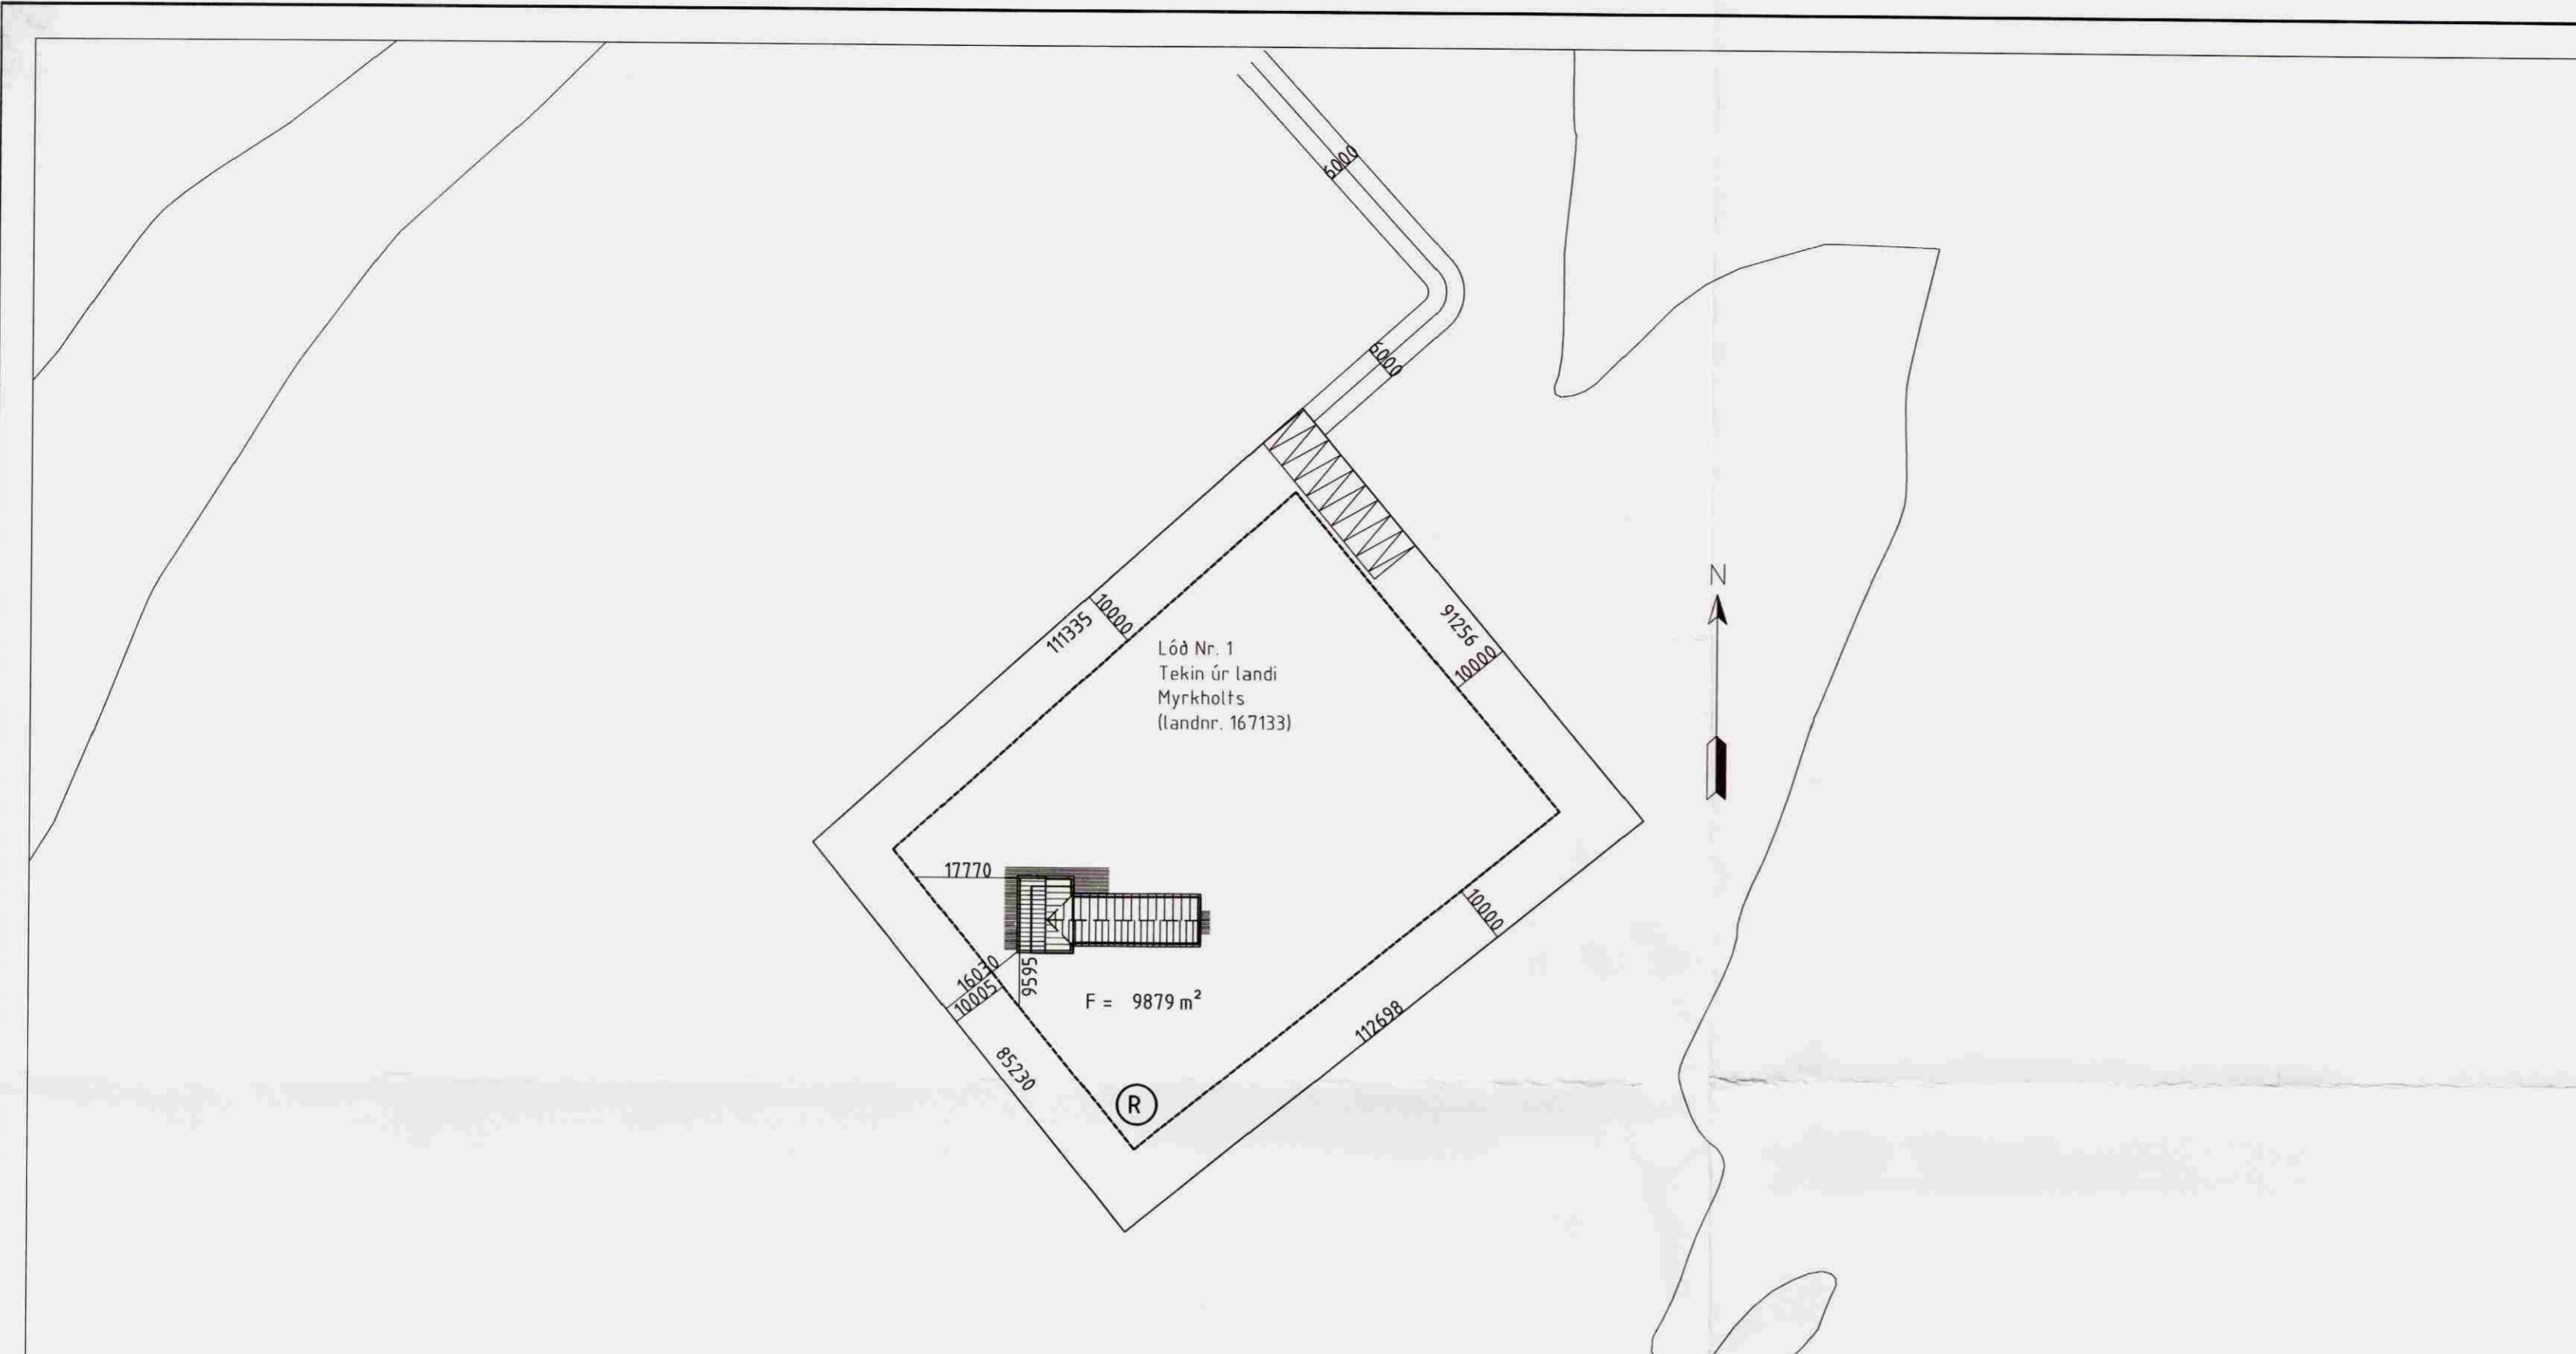 6000
6000
N
10000
111335
91256
10000
Lóð Nr. 1
Tekin úr landi
Myrkholts
(landnr. 167133)
17770
10000
16030
10005
9595
F = 9879 m²
112698
85230
R